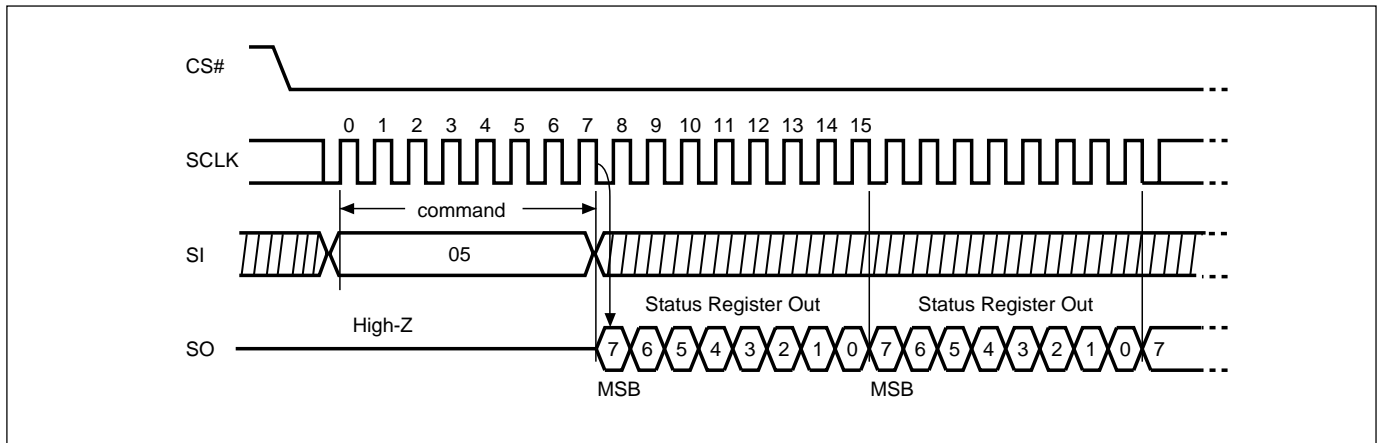 CS#
0 1 2 3 4 5 6 7 8 9 10 11 12 13 14 15
SCLK
command
SI
05
Status Register Out Status Register Out
High-Z
SO
7 6 5 4 3 2 1 0 7 6 5 4 3 2 1 0 7
MSB MSB